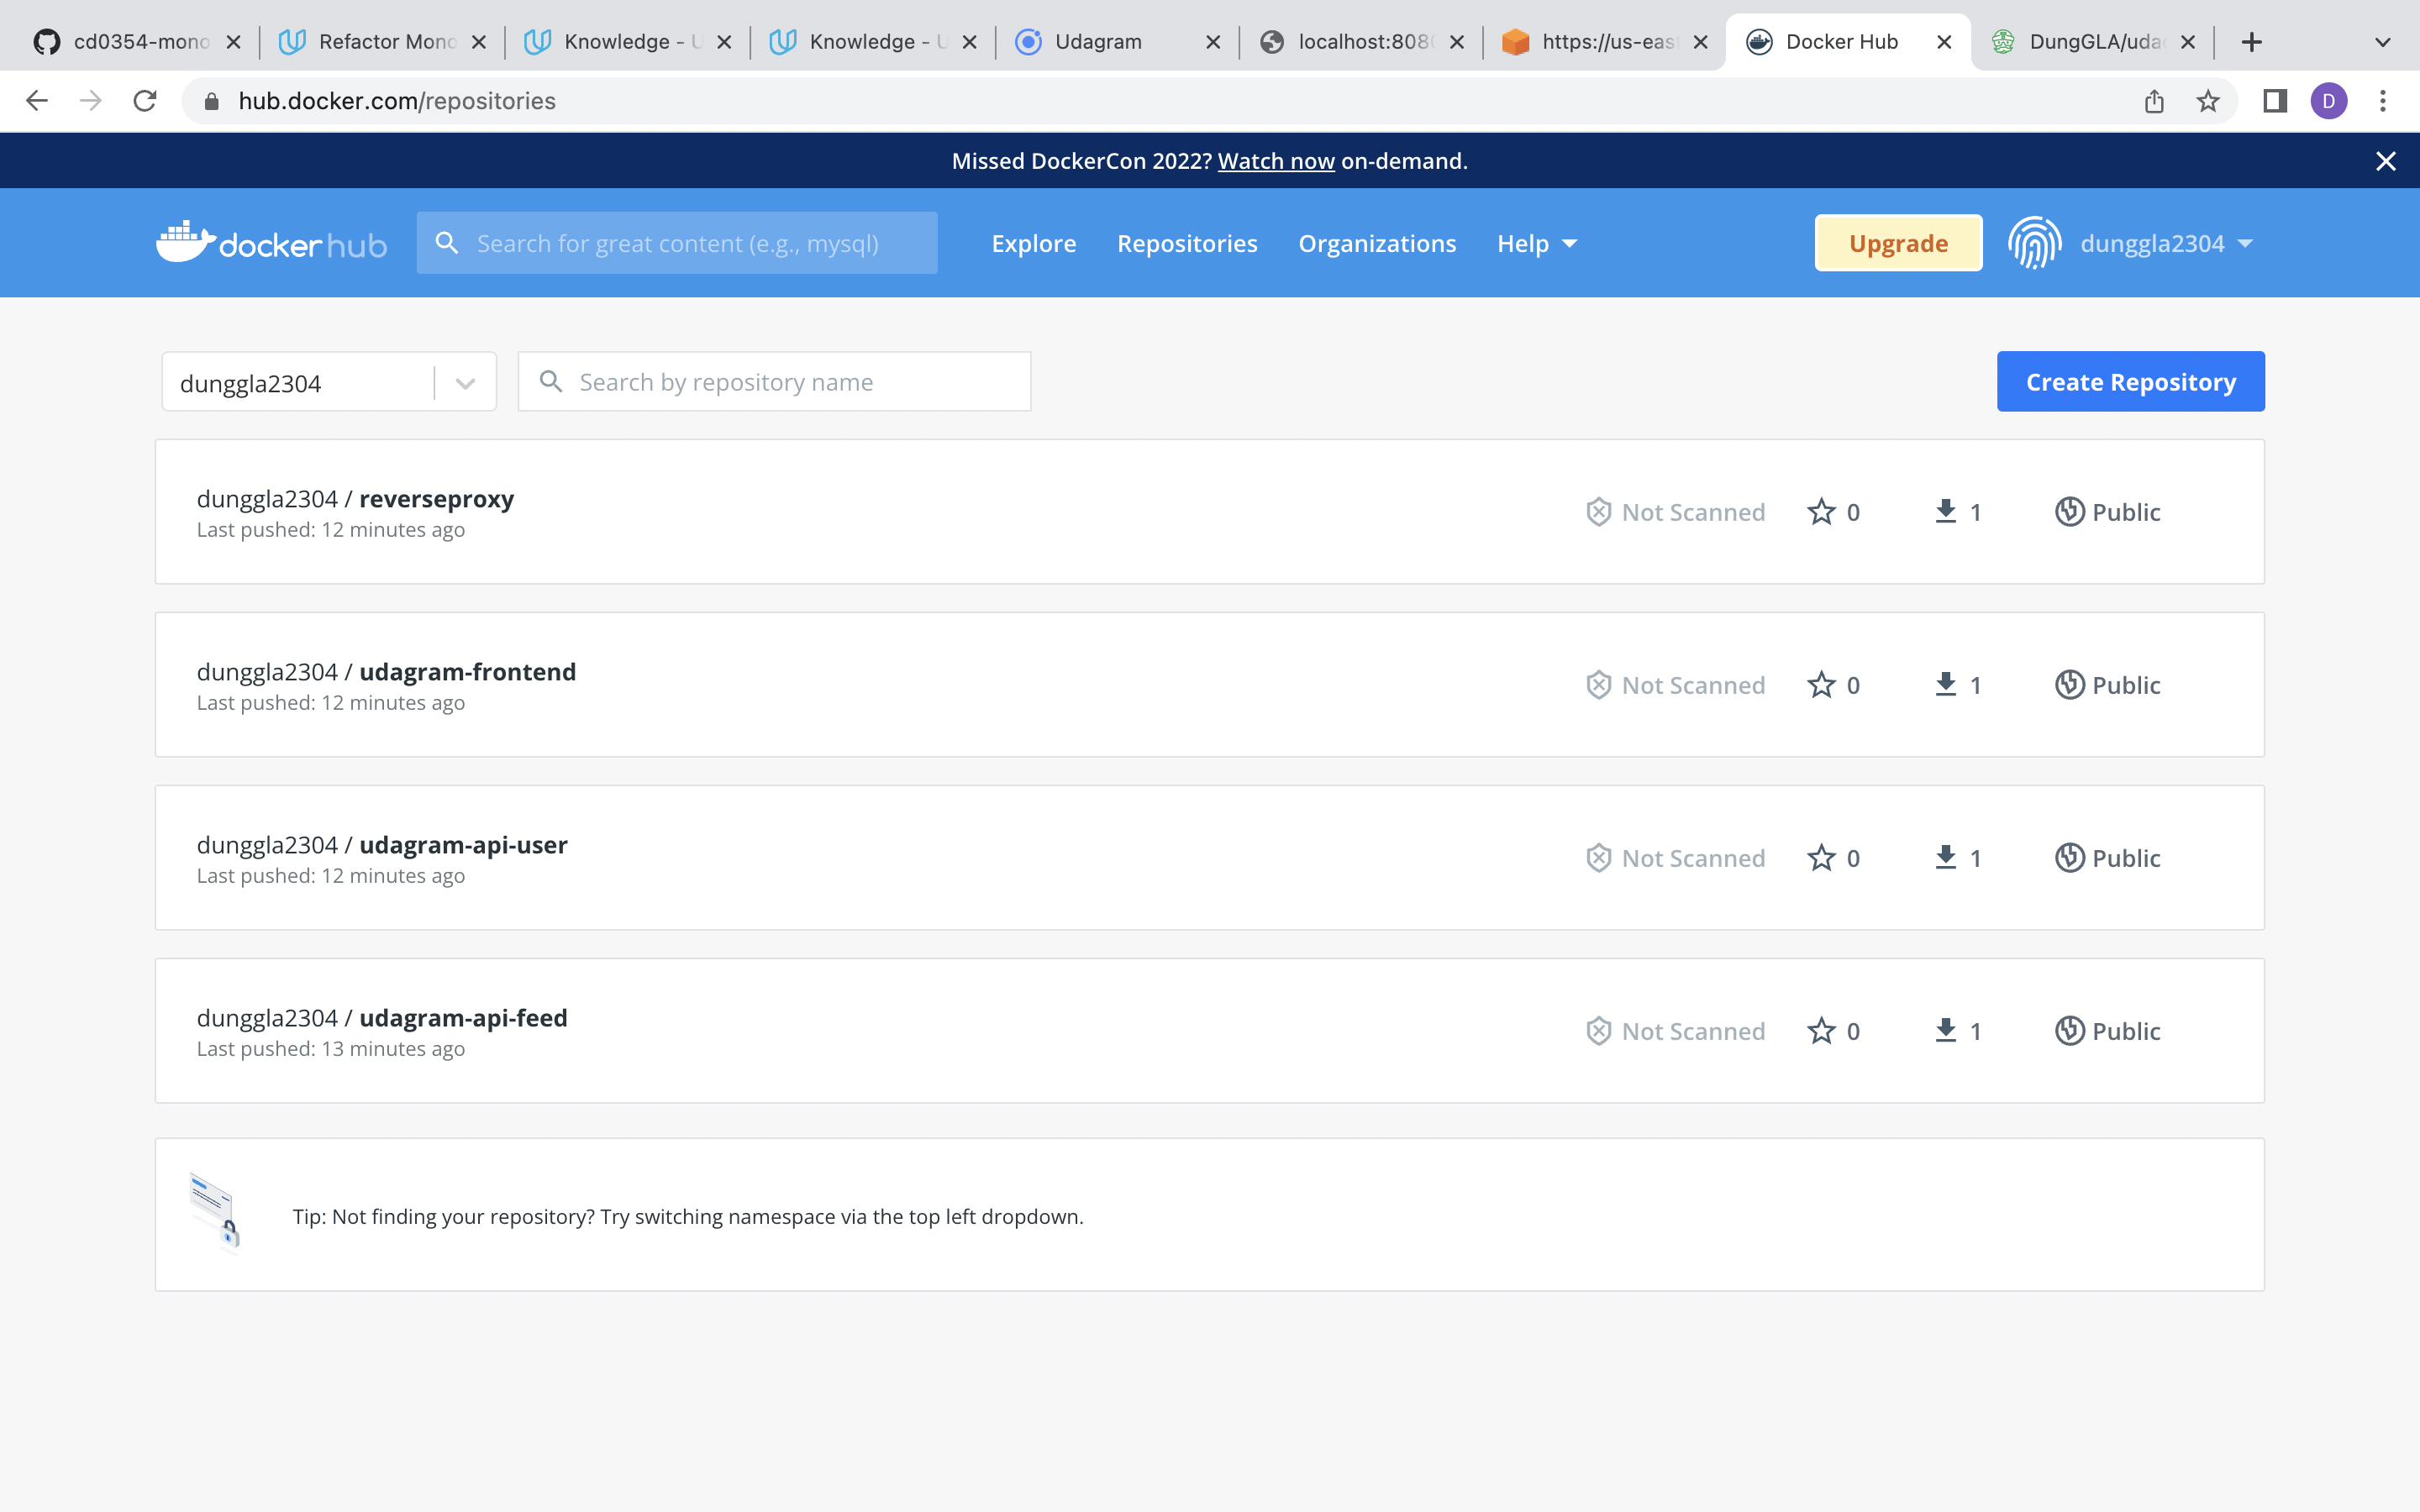 cd0354-mono
Refactor Mono
Knowledge - U
Knowledge - U
Udagram
localhost:8080
https://us-eas
Docker Hub
DungGLA/uda
hub.docker.com/repositories
D
Missed DockerCon 2022? Watch now on-demand.
docker hub
Search for great content (e.g., mysql)
Explore
Repositories
Organizations
Help
Upgrade
dunggla2304
dunggla2304
Search by repository name
Create Repository
dunggla2304 / reverseproxy
Last pushed: 12 minutes ago
Not Scanned
0
1
Public
dunggla2304 / udagram-frontend
Last pushed: 12 minutes ago
Not Scanned
0
1
Public
dunggla2304 / udagram-api-user
Last pushed: 12 minutes ago
Not Scanned
0
1
Public
dunggla2304 / udagram-api-feed
Last pushed: 13 minutes ago
Not Scanned
0
1
Public
Tip: Not finding your repository? Try switching namespace via the top left dropdown.